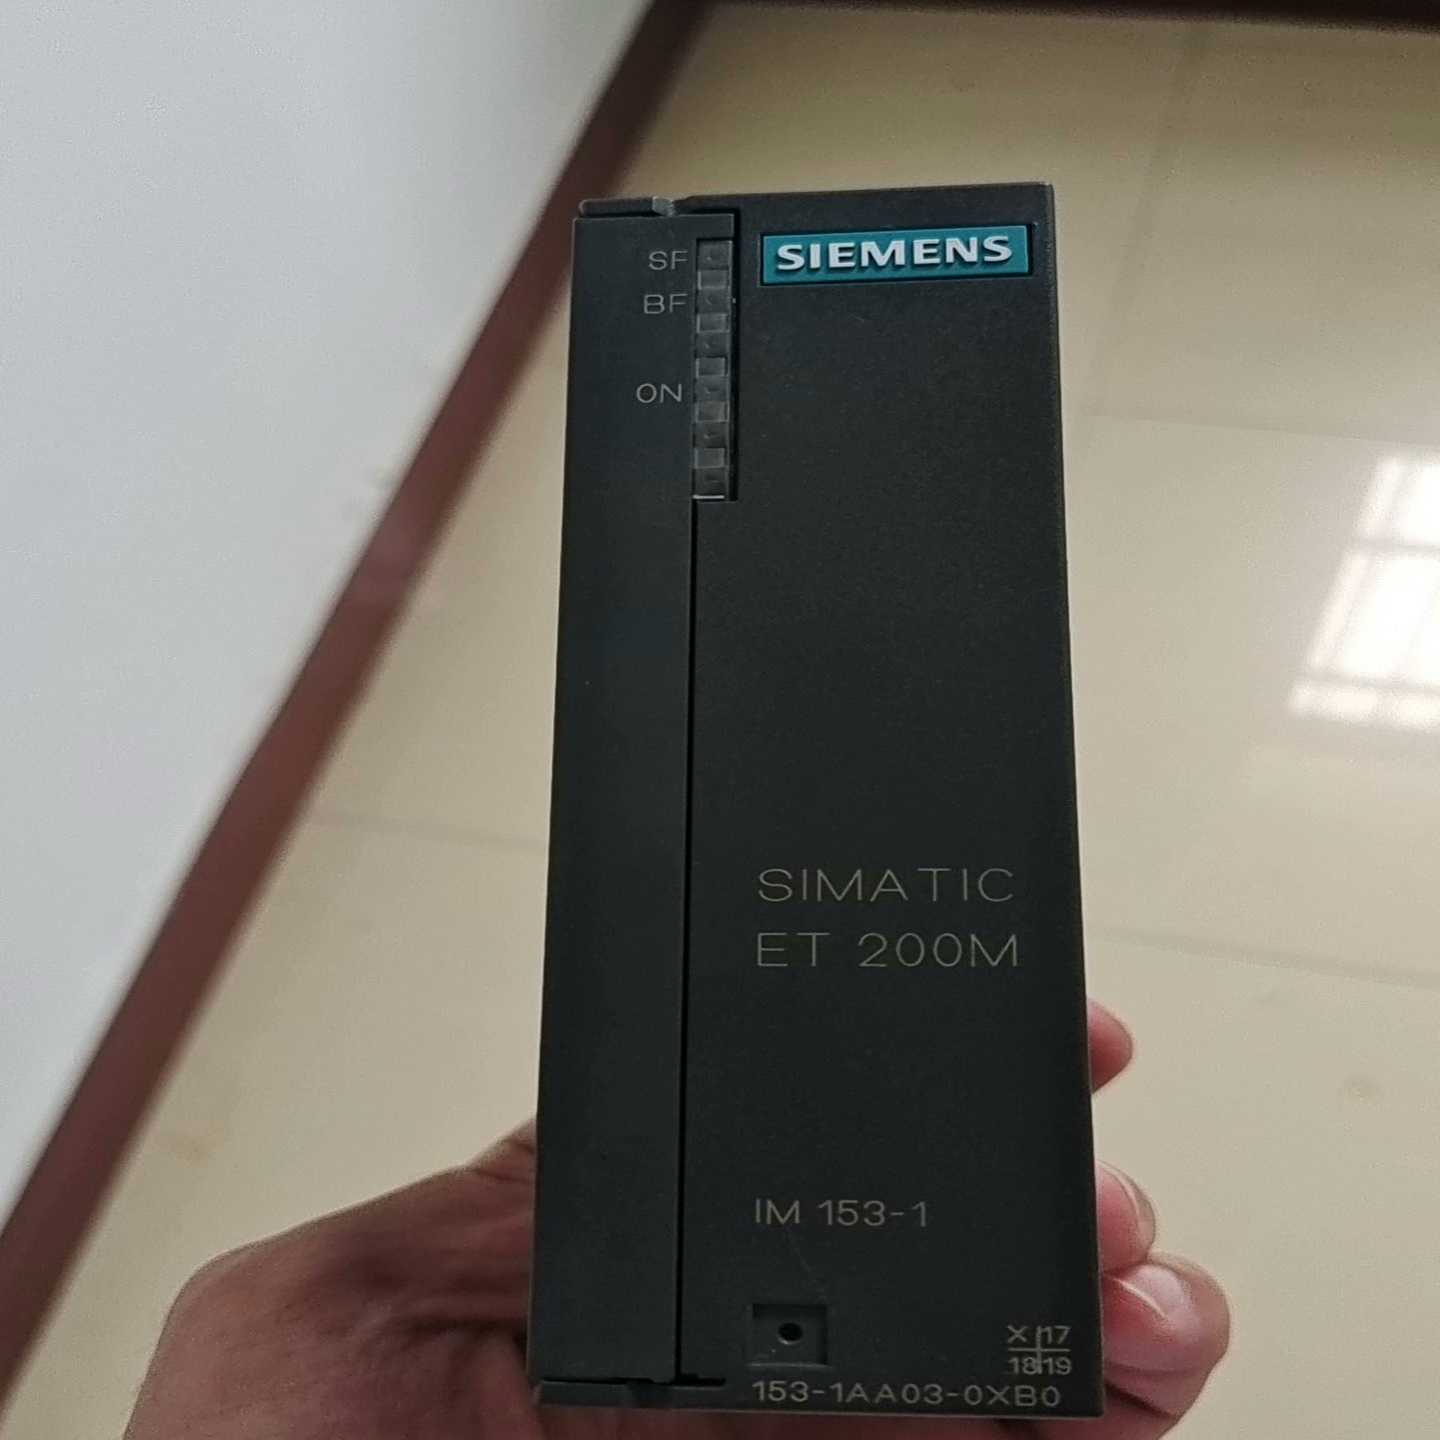 SIEMENS
SF
BF
ON
SIMATIC
ET 200M
IM 153-1
X 17
18 19
153-1AA03-0XB0